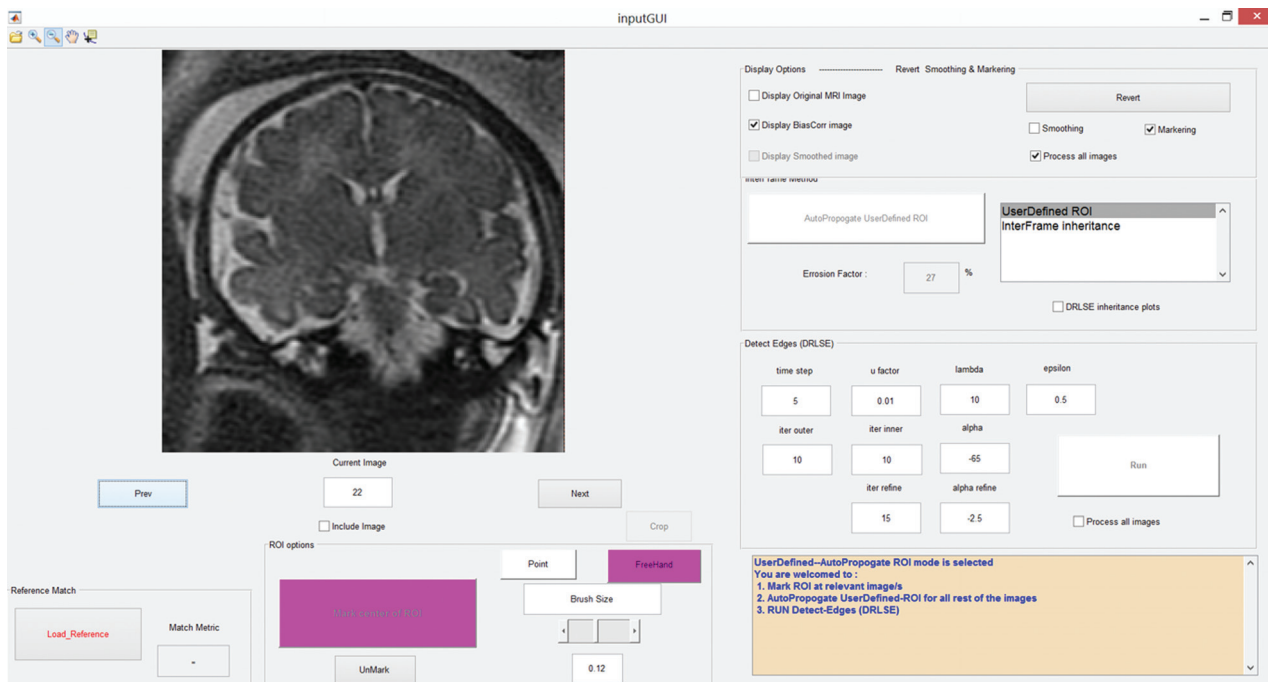 inputGUI
Display Options ---------------------- Revert Smoothing & Markering
Display Original MRI Image
Revert
Display BiasCorr image
Smoothing
Markering
Display Smoothed image
Process all images
InterFrame Method
AutoPropogate UserDefined ROI
UserDefined ROI
InterFrame inheritance
Errosion Factor :
27
%
DRLSE inheritance plots
Detect Edges (DRLSE)
time step
u factor
lambda
epsilon
5
0.01
10
0.5
iter outer
iter inner
alpha
10
10
-65
Run
iter refine
alpha refine
15
-2.5
Process all images
Current Image
Prev
22
Next
Include Image
Crop
ROI options
Point
FreeHand
Mark center of ROI
Brush Size
0.12
UnMark
Reference Match
Load_Reference
Match Metric
-
UserDefined--AutoPropogate ROI mode is selected
You are welcomed to :
1. Mark ROI at relevant image/s
2. AutoPropogate UserDefined-ROI for all rest of the images
3. RUN Detect-Edges (DRLSE)